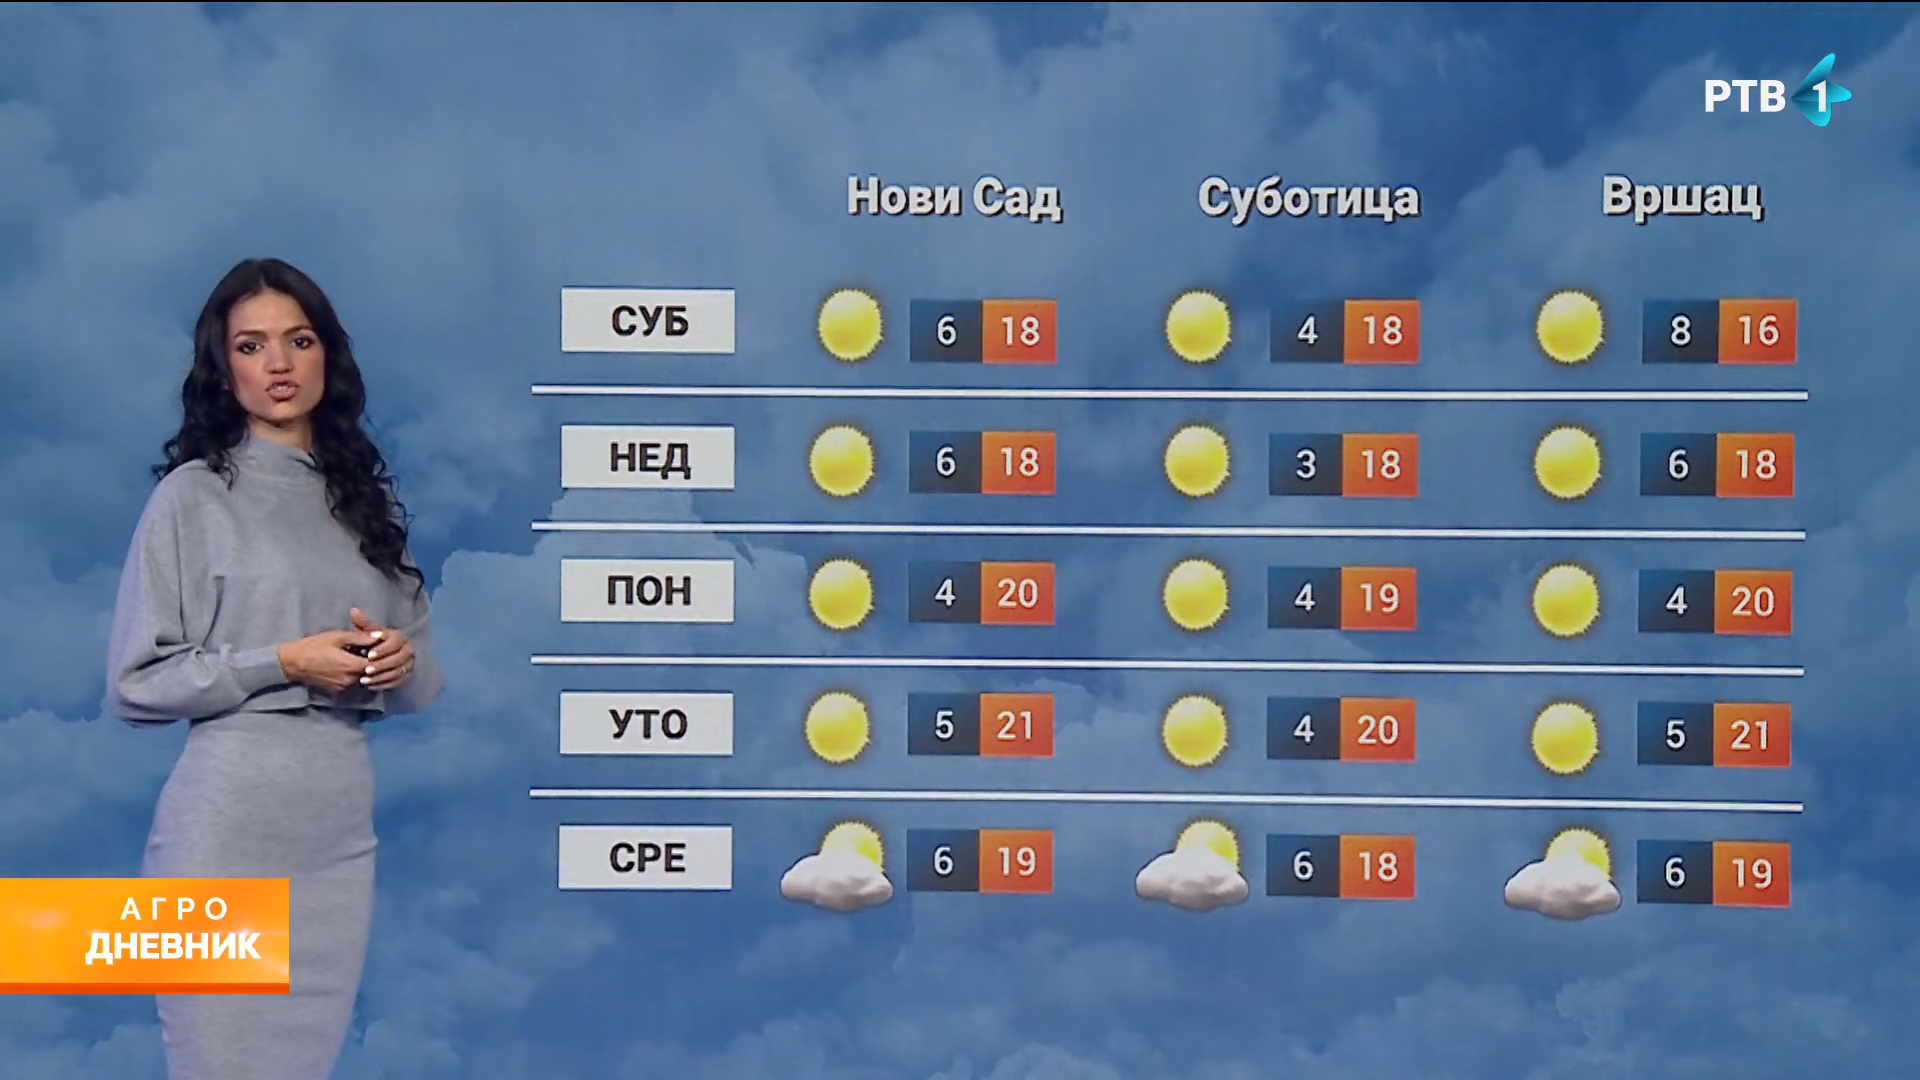 РТВ 1
Нови Сад Суботица Вршац
СУБ 6 18 4 18 8 16
НЕД 6 18 3 18 6 18
ПОН 4 20 4 19 4 20
УТО 5 21 4 20 5 21
СРЕ 6 19 6 18 6 19
АГРО
ДНЕВНИК